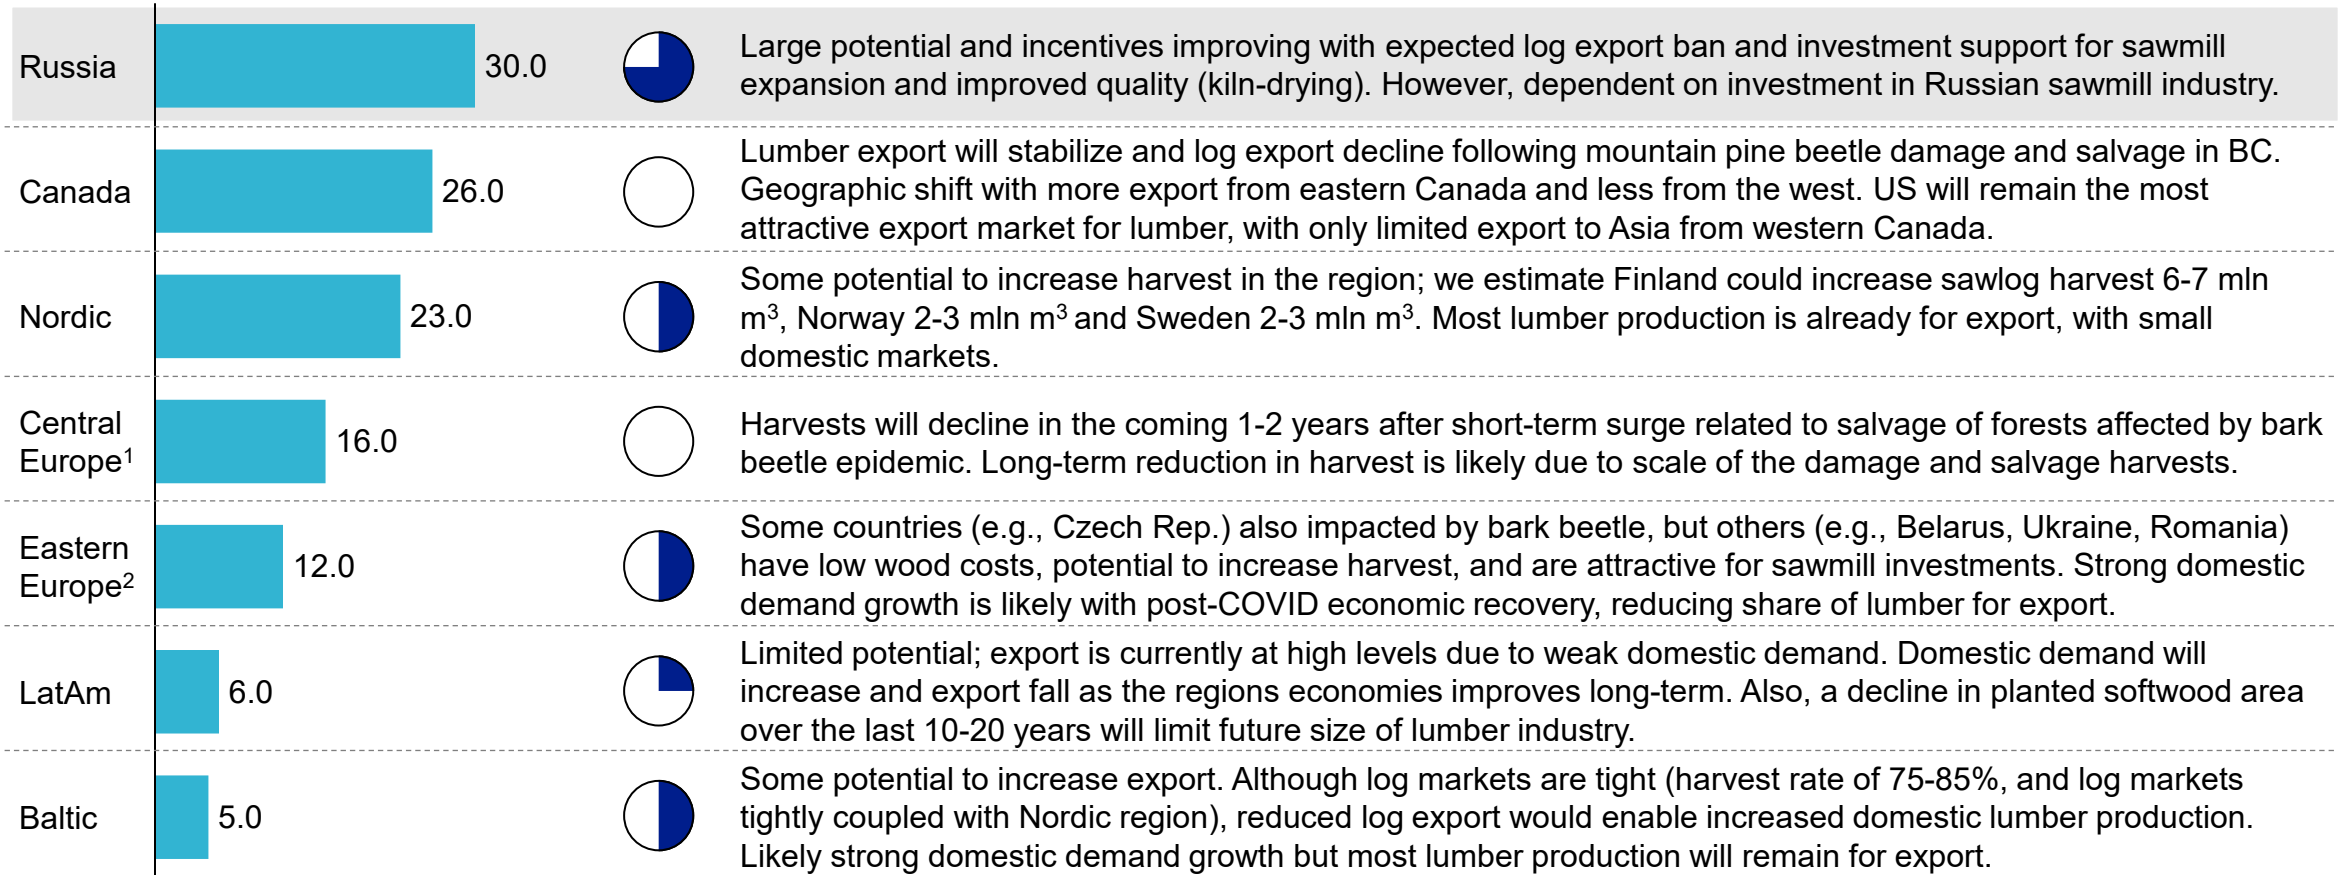 Russia
30.0
Large potential and incentives improving with expected log export ban and investment support for sawmill
expansion and improved quality (kiln-drying). However, dependent on investment in Russian sawmill industry.
Canada
26.0
Lumber export will stabilize and log export decline following mountain pine beetle damage and salvage in BC.
Geographic shift with more export from eastern Canada and less from the west. US will remain the most
attractive export market for lumber, with only limited export to Asia from western Canada.
Nordic
23.0
Some potential to increase harvest in the region; we estimate Finland could increase sawlog harvest 6-7 mln
m³, Norway 2-3 mln m³ and Sweden 2-3 mln m³. Most lumber production is already for export, with small
domestic markets.
Central
Europe¹
16.0
Harvests will decline in the coming 1-2 years after short-term surge related to salvage of forests affected by bark
beetle epidemic. Long-term reduction in harvest is likely due to scale of the damage and salvage harvests.
Eastern
Europe²
12.0
Some countries (e.g., Czech Rep.) also impacted by bark beetle, but others (e.g., Belarus, Ukraine, Romania)
have low wood costs, potential to increase harvest, and are attractive for sawmill investments. Strong domestic
demand growth is likely with post-COVID economic recovery, reducing share of lumber for export.
LatAm
6.0
Limited potential; export is currently at high levels due to weak domestic demand. Domestic demand will
increase and export fall as the regions economies improves long-term. Also, a decline in planted softwood area
over the last 10-20 years will limit future size of lumber industry.
Baltic
5.0
Some potential to increase export. Although log markets are tight (harvest rate of 75-85%, and log markets
tightly coupled with Nordic region), reduced log export would enable increased domestic lumber production.
Likely strong domestic demand growth but most lumber production will remain for export.